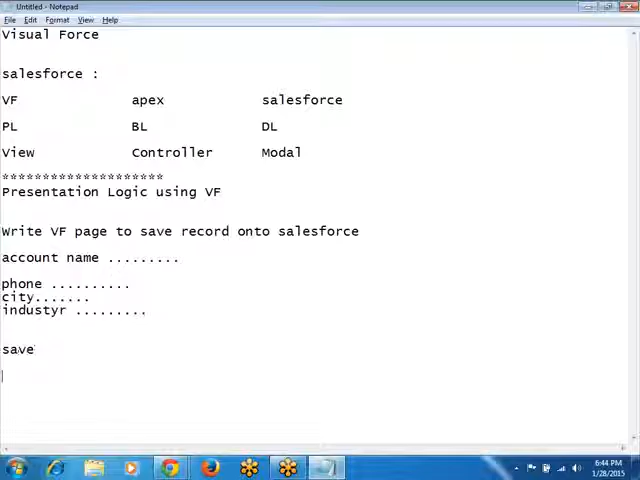 Untitled - Notepad
File Edit Format View Help
Visual Force
salesforce :
VF apex salesforce
PL BL DL
View Controller Modal
********************
Presentation Logic using VF
Write VF page to save record onto salesforce
account name .........
phone ..........
city.......
industyr .........
save
6:44 PM
1/28/2015